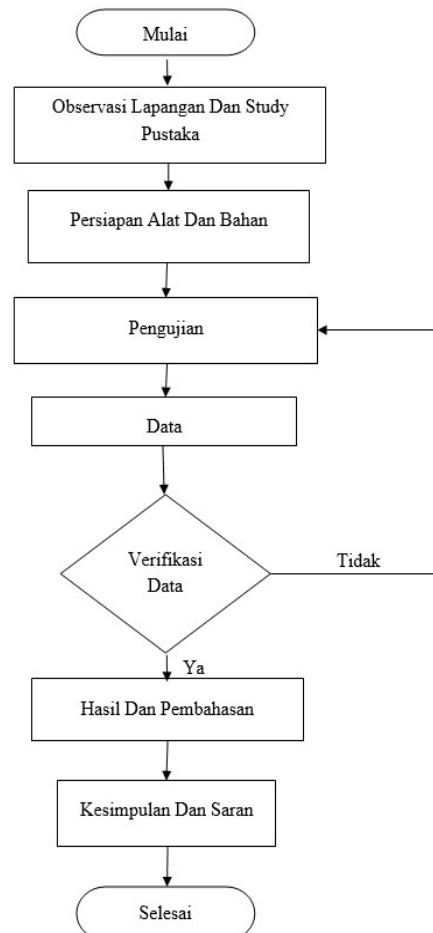 Mulai
Observasi Lapangan Dan Study
Pustaka
Persiapan Alat Dan Bahan
Pengujian
Data
Verifikasi
Data
Tidak
Ya
Hasil Dan Pembahasan
Kesimpulan Dan Saran
Selesai